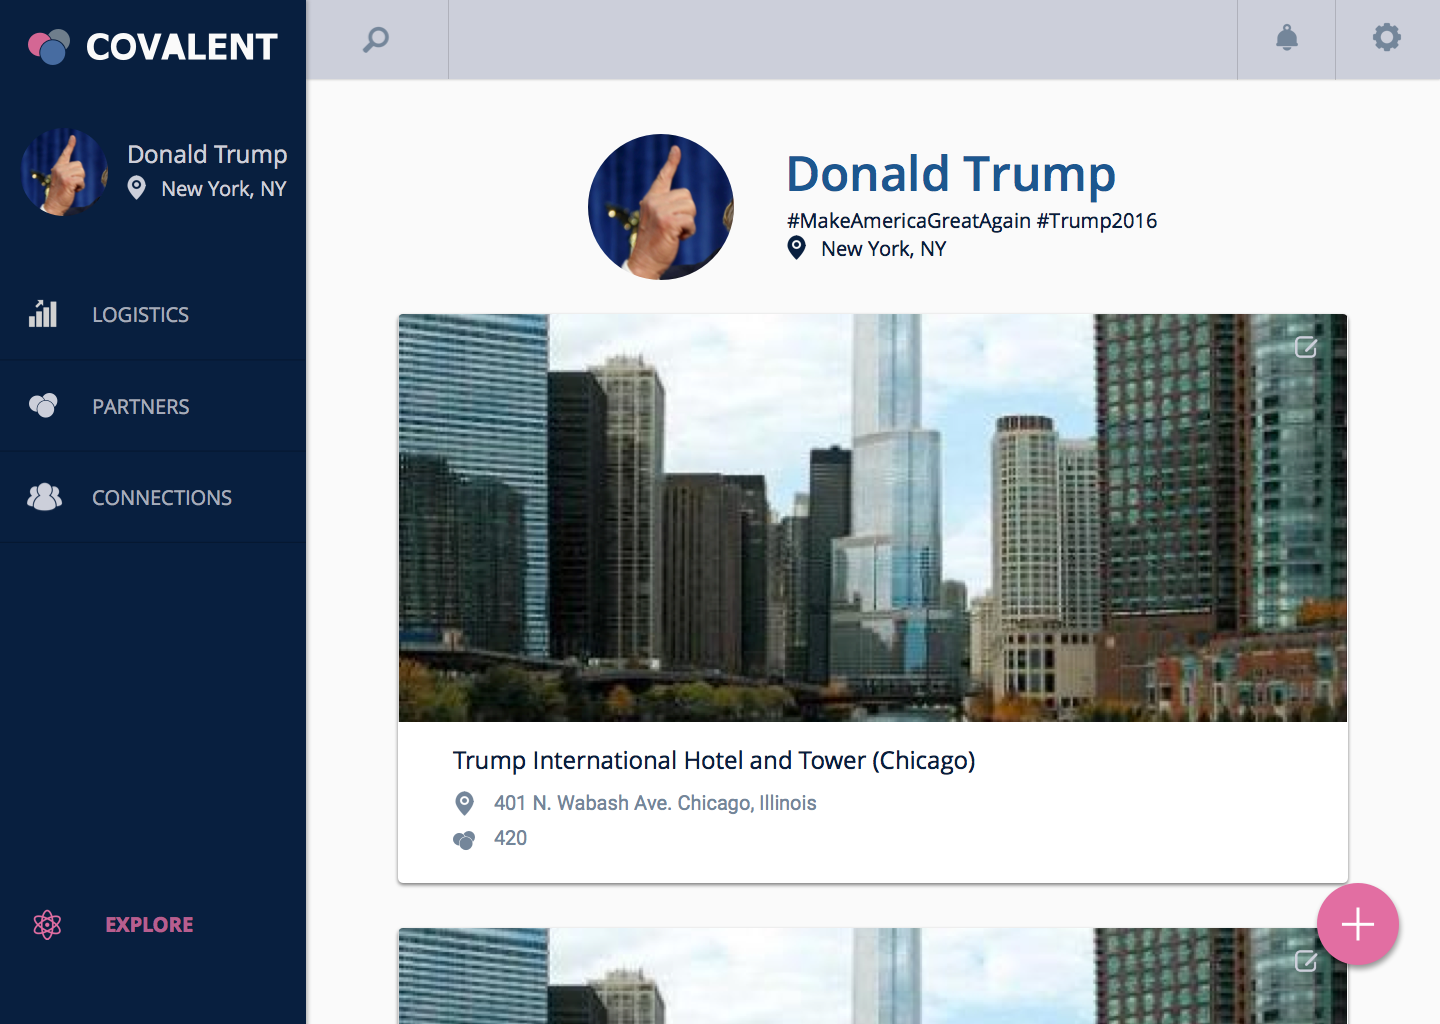 COVALENT
Donald Trump
New York, NY
LOGISTICS
PARTNERS
CONNECTIONS
EXPLORE
Donald Trump
#MakeAmericaGreatAgain #Trump2016
New York, NY
Trump International Hotel and Tower (Chicago)
401 N. Wabash Ave. Chicago, Illinois
420